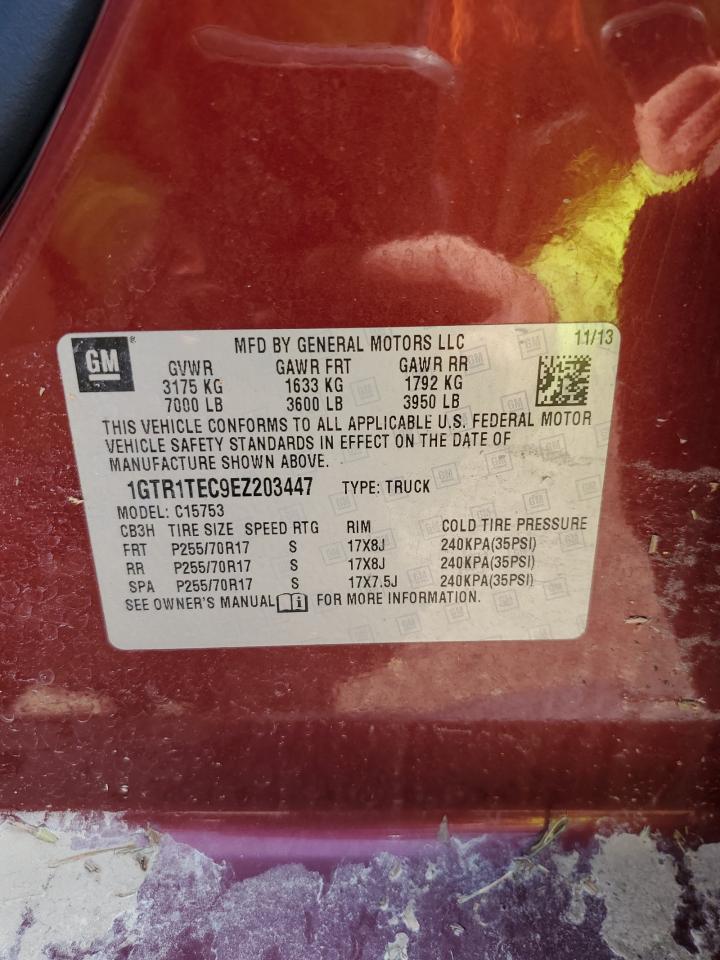 GM ® MFD BY GENERAL MOTORS LLC 11/13
GVWR GAWR FRT GAWR RR
3175 KG 1633 KG 1792 KG
7000 LB 3600 LB 3950 LB
THIS VEHICLE CONFORMS TO ALL APPLICABLE U.S. FEDERAL MOTOR
VEHICLE SAFETY STANDARDS IN EFFECT ON THE DATE OF
MANUFACTURE SHOWN ABOVE.
1GTR1TEC9EZ203447 TYPE: TRUCK
MODEL: C15753
CB3H TIRE SIZE SPEED RTG RIM COLD TIRE PRESSURE
FRT P255/70R17 S 17X8J 240KPA(35PSI)
RR P255/70R17 S 17X8J 240KPA(35PSI)
SPA P255/70R17 S 17X7.5J 240KPA(35PSI)
SEE OWNER'S MANUAL i FOR MORE INFORMATION.